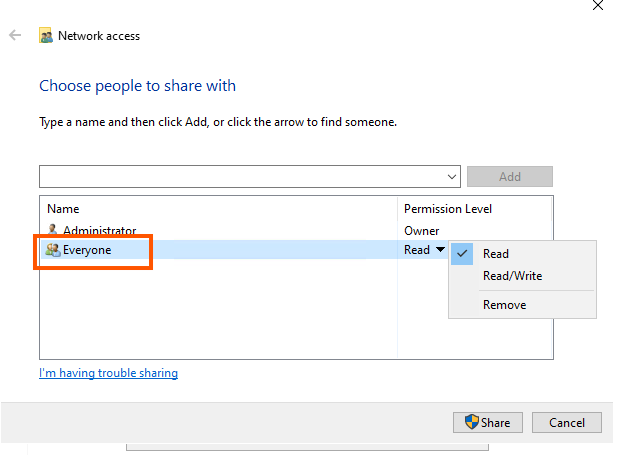 Network access
Choose people to share with
Type a name and then click Add, or click the arrow to find someone.
Add
Name Permission Level
Administrator Owner
Everyone Read
Read
Read/Write
Remove
I'm having trouble sharing
Share Cancel